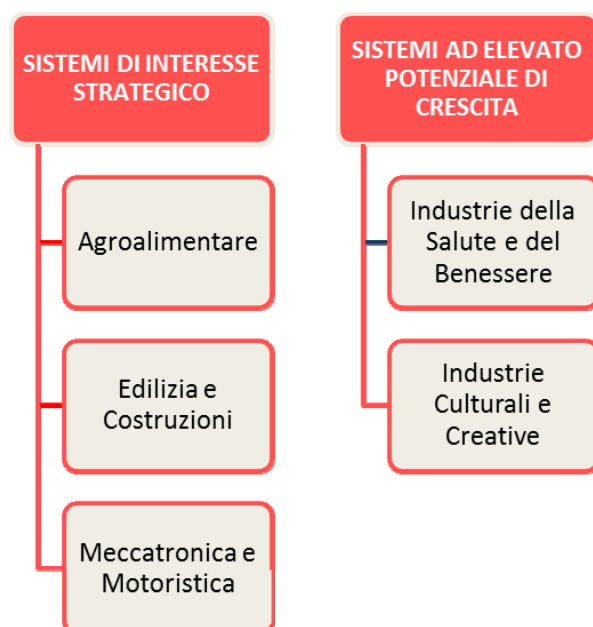 SISTEMI DI INTERESSE
STRATEGICO
Agroalimentare
Edilizia e
Costruzioni
Meccatronica e
Motoristica
SISTEMI AD ELEVATO
POTENZIALE DI
CRESCITA
Industrie della
Salute e del
Benessere
Industrie
Culturali e
Creative